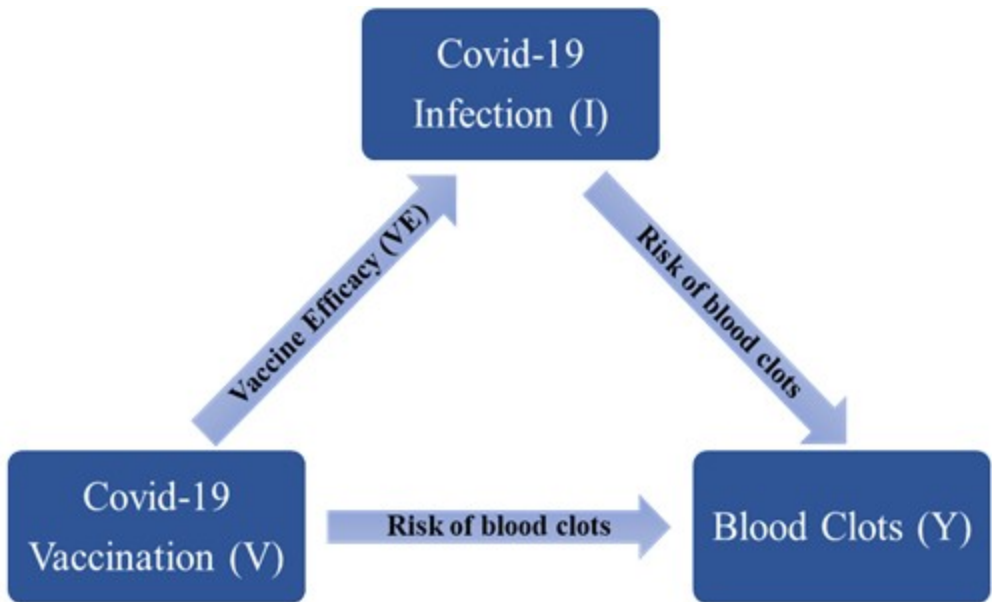 Covid-19
Infection (I)
Vaccine Efficacy (VE)
Risk of blood clots
Covid-19
Vaccination (V)
Risk of blood clots
Blood Clots (Y)